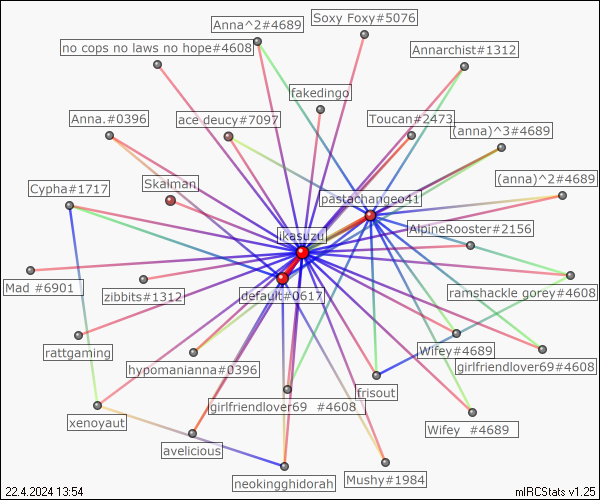 Soxy Foxy#5076
Anna^2#4689
no cops no laws no hope#4608
Annarchist#1312
fakedingo
Anna.#0396
ace deucy#7097
Toucan#2473
(anna)^3#4689
Cypha#1717
Skalman
pastachangeo41
(anna)^2#4689
ikasuzu
AlpineRooster#2156
Mad #6901
zibbits#1312
default#0617
ramshackle gorey#4608
rattgaming
hypomanianna#0396
Wifey#4689
girlfriendlover69#4608
frisout
girlfriendlover69 #4608
xenoyaut
Wifey #4689
avelicious
neokingghidorah
Mushy#1984
22.4.2024 13:54
mIRCStats v1.25